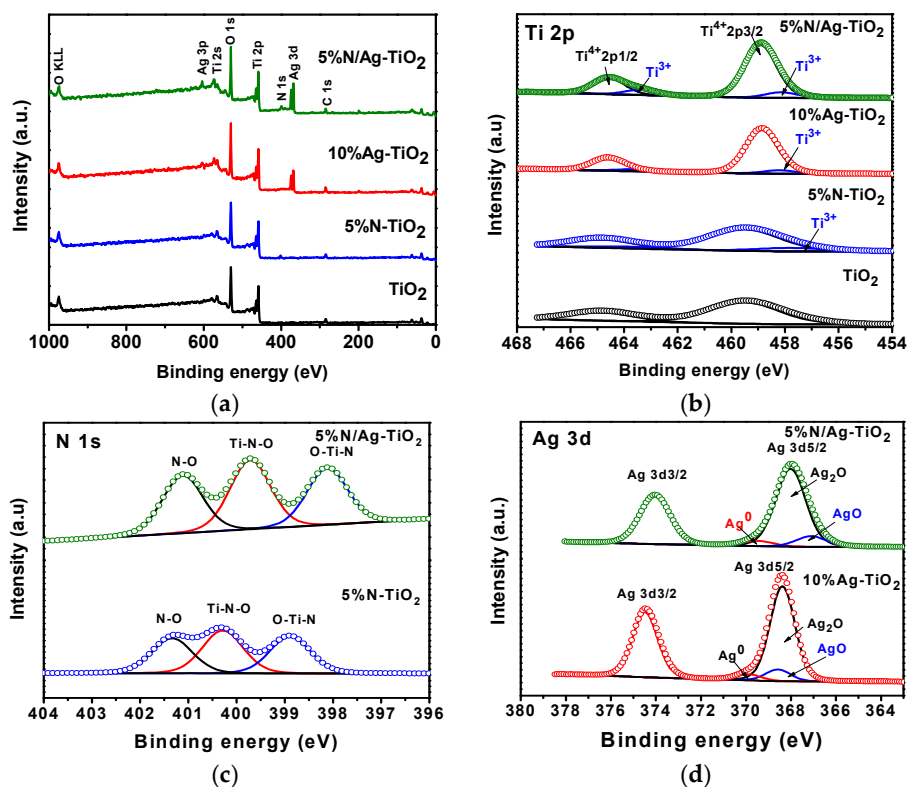 5%N/Ag-TiO2
10%Ag-TiO2
5%N-TiO2
TiO2
O KLL
Ag 3p
Ti 2s
O 1s
Ti 2p
N 1s
Ag 3d
C 1s
Intensity (a.u.)
1000 800 600 400 200 0
Binding energy (eV)
(a)
Ti 2p
5%N/Ag-TiO2
Ti4+2p1/2
Ti3+
Ti4+2p3/2
Ti3+
10%Ag-TiO2
Ti3+
5%N-TiO2
Ti3+
TiO2
Intensity (a.u.)
468 466 464 462 460 458 456 454
Binding energy (eV)
(b)
N 1s
5%N/Ag-TiO2
N-O
Ti-N-O
O-Ti-N
5%N-TiO2
N-O
Ti-N-O
O-Ti-N
Intensity (a.u)
404 402 401 400 399 398 396
Binding energy (eV)
(c)
Ag 3d
5%N/Ag-TiO2
Ag 3d3/2
Ag 3d5/2
Ag2O
Ag0
AgO
10%Ag-TiO2
Ag 3d3/2
Ag 3d5/2
Ag2O
Ag0
AgO
Intensity (a.u.)
380 378 376 374 372 370 368 366 364
Binding energy (eV)
(d)